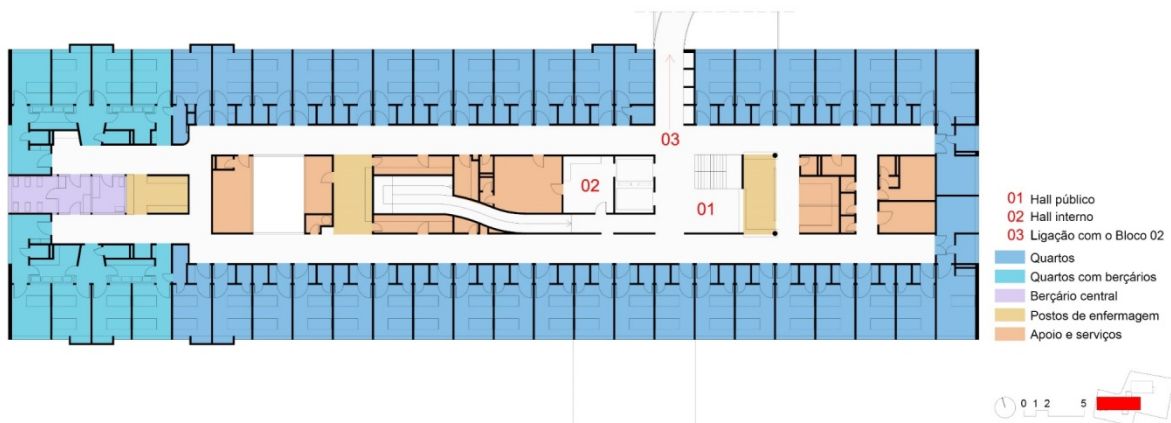 03
02
01
01 Hall público
02 Hall interno
03 Ligação com o Bloco 02
Quartos
Quartos com berçários
Berçário central
Postos de enfermagem
Apoio e serviços
0 1 2 5